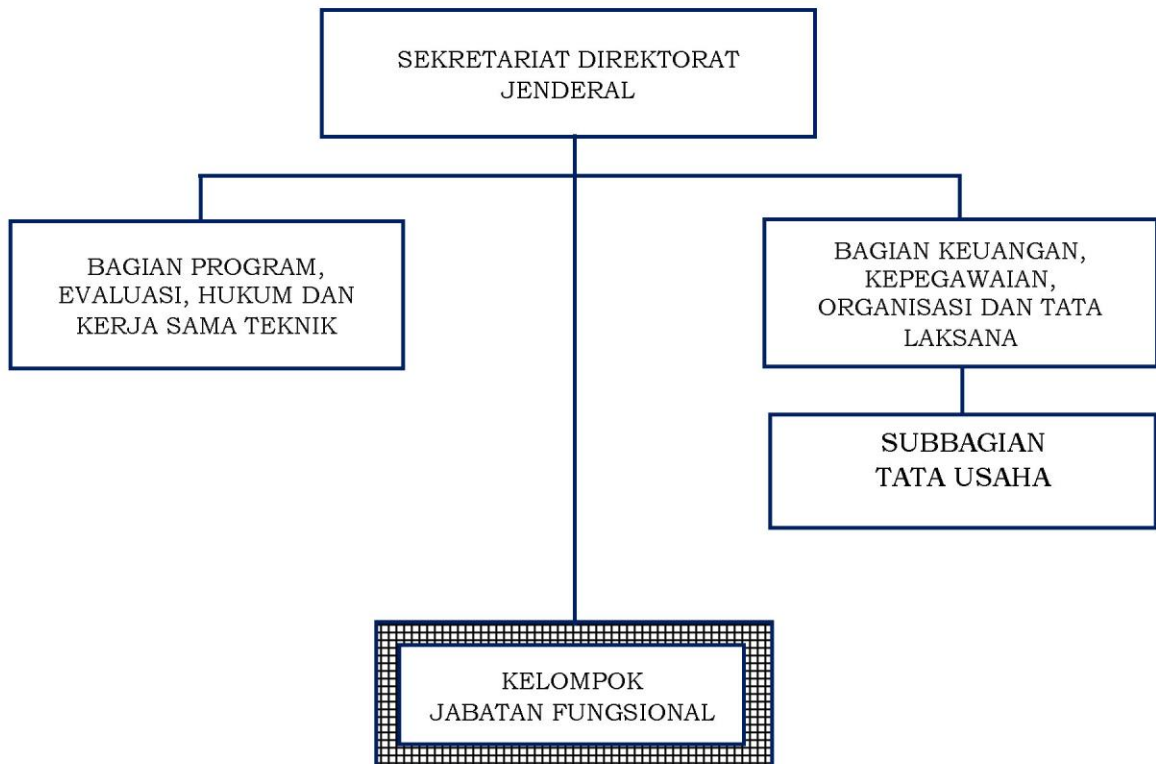 SEKRETARIAT DIREKTORAT
JENDERAL
BAGIAN PROGRAM,
EVALUASI, HUKUM DAN
KERJA SAMA TEKNIK
BAGIAN KEUANGAN,
KEPEGAWAIAN,
ORGANISASI DAN TATA
LAKSANA
SUBBAGIAN
TATA USAHA
KELOMPOK
JABATAN FUNGSIONAL